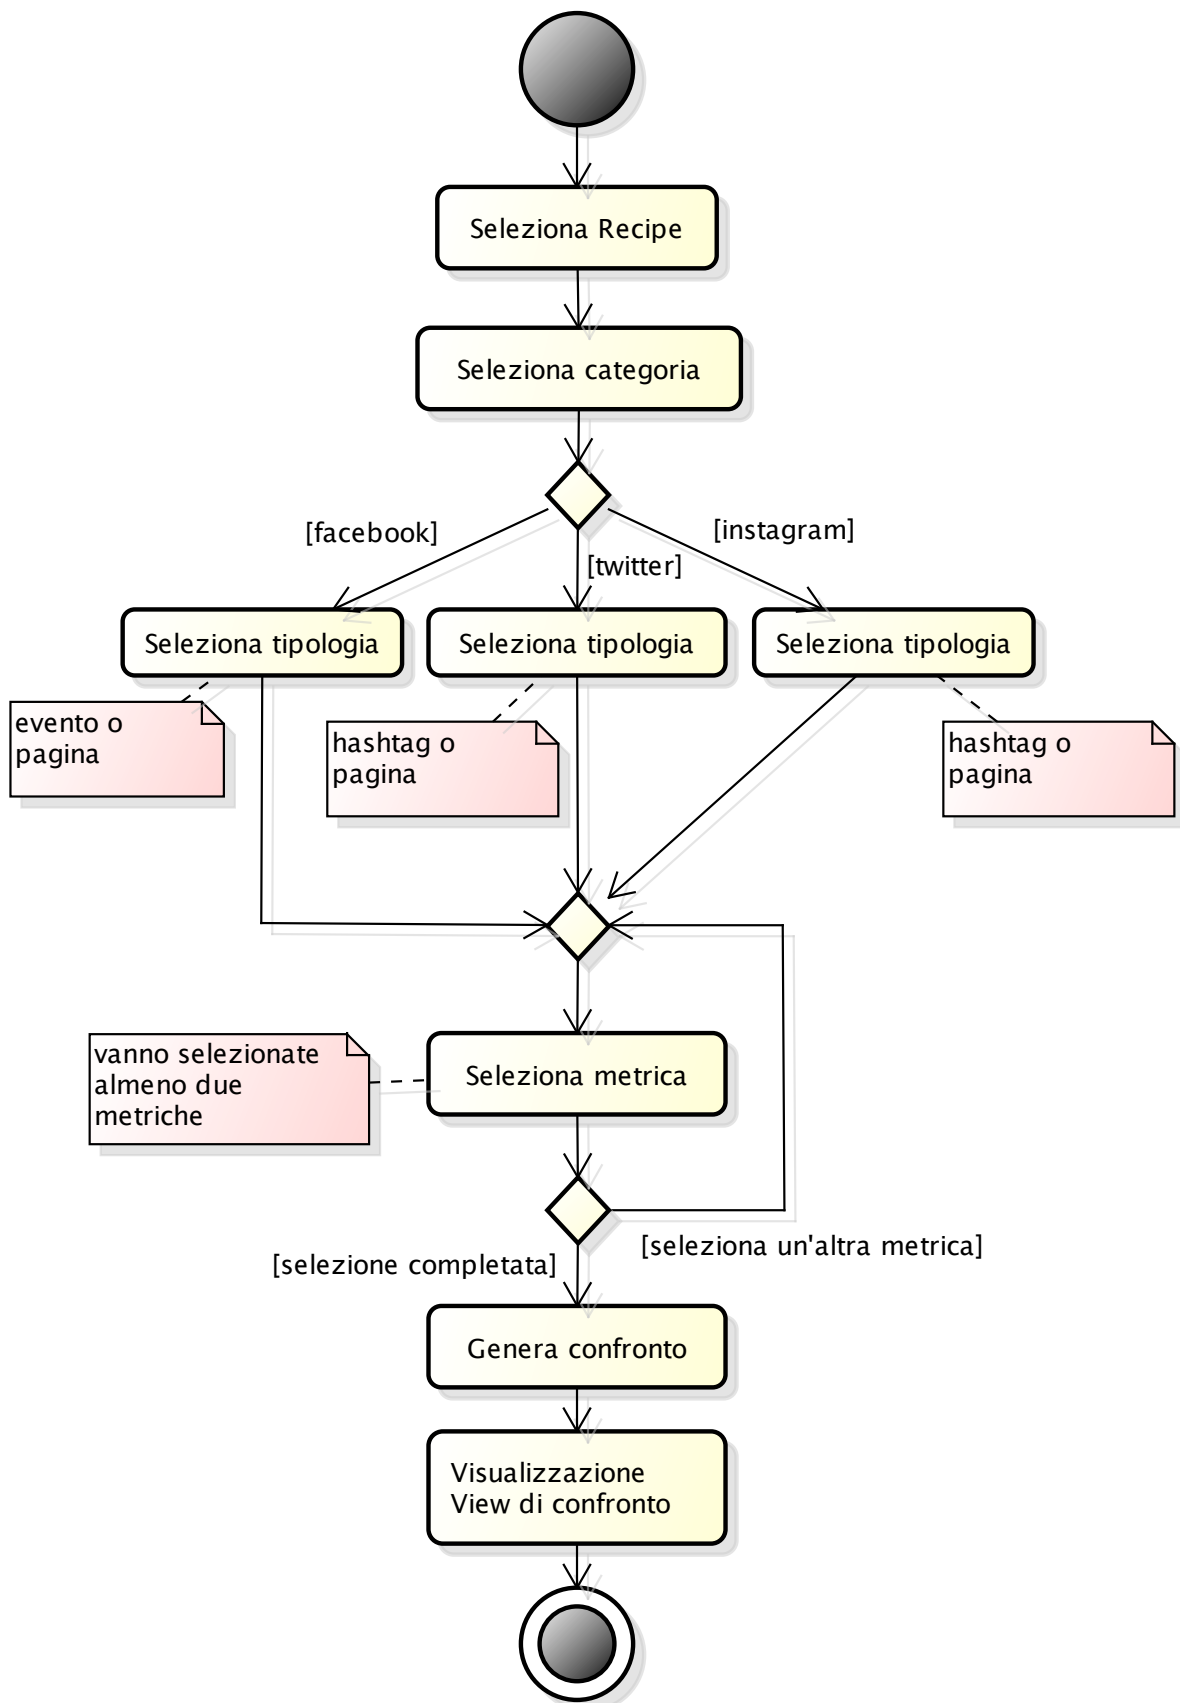 Seleziona Recipe
Seleziona categoria
[facebook]
[twitter]
[instagram]
Seleziona tipologia
Seleziona tipologia
Seleziona tipologia
evento o
pagina
hashtag o
pagina
hashtag o
pagina
vanno selezionate
almeno due
metriche
Seleziona metrica
[selezione completata]
[seleziona un'altra metrica]
Genera confronto
Visualizzazione
View di confronto